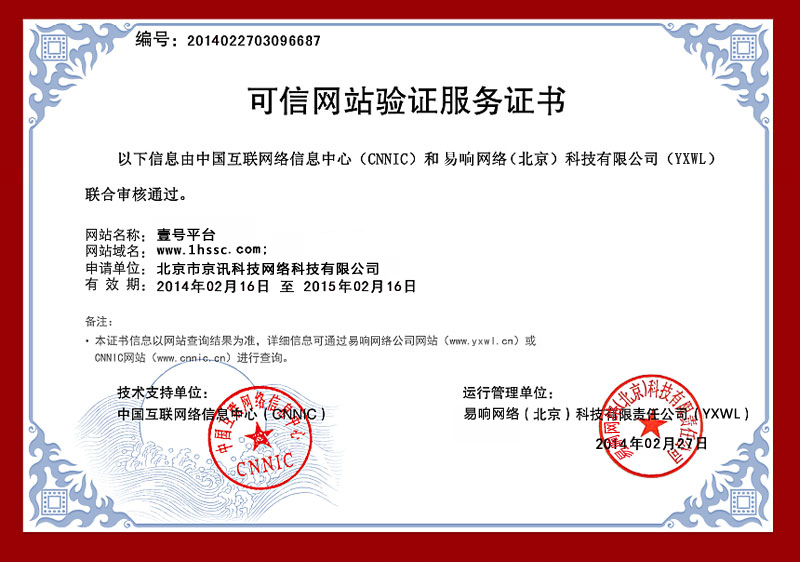 编号：2014022703096687
可信网站验证服务证书
以下信息由中国互联网络信息中心（CNNIC）和 易响网络（北京）科技有限公司（YXWL）
联合审核通过。
网站名称：壹号平台
网站域名：www.1hssc.com;
申请单位：北京市京讯科技网络科技有限公司
有 效 期：2014年02月16日 至 2015年02月16日
备注：
· 本证书信息以网站查询结果为准，详细信息可通过易响网络公司网站（www.yxwl.cn）或
CNNIC网站（www.cnnic.cn）进行查询。
技术支持单位：
中国互联网络信息中心（CNNIC）
中国互联网络信息中心
CNNIC
运行管理单位：
易响网络（北京）科技有限责任公司（YXWL）
易响网络(北京)科技有限责任公司
2014年02月27日